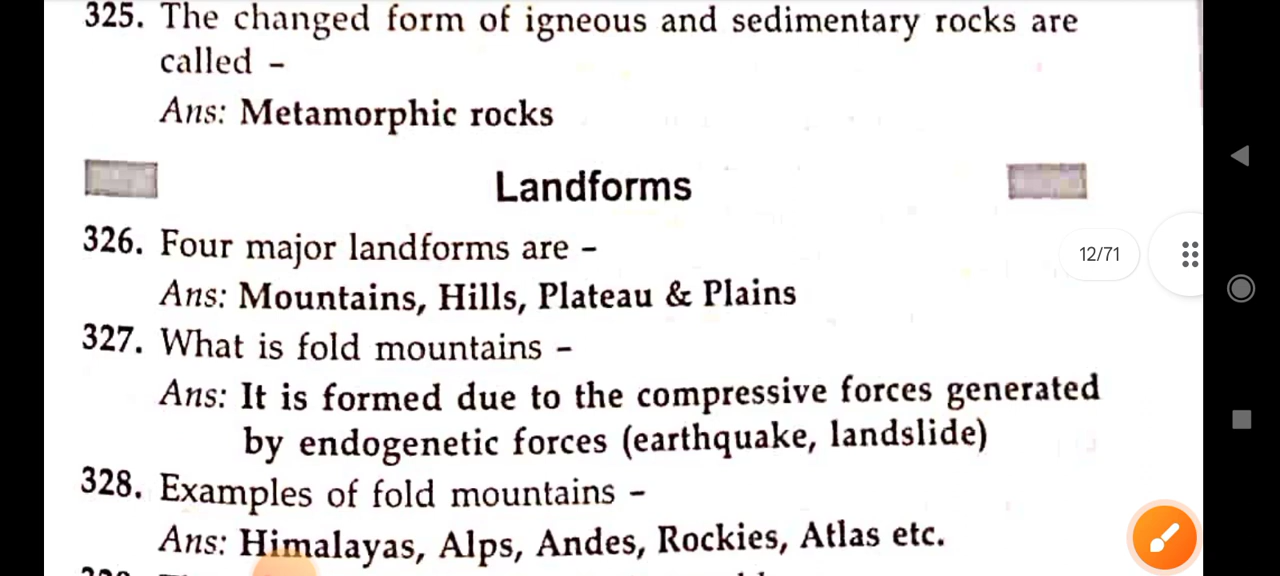 325. The changed form of igneous and sedimentary rocks are
called –
Ans: Metamorphic rocks
Landforms
326. Four major landforms are –
Ans: Mountains, Hills, Plateau & Plains
12/71
327. What is fold mountains –
Ans: It is formed due to the compressive forces generated
by endogenetic forces (earthquake, landslide)
328. Examples of fold mountains –
Ans: Himalayas, Alps, Andes, Rockies, Atlas etc.